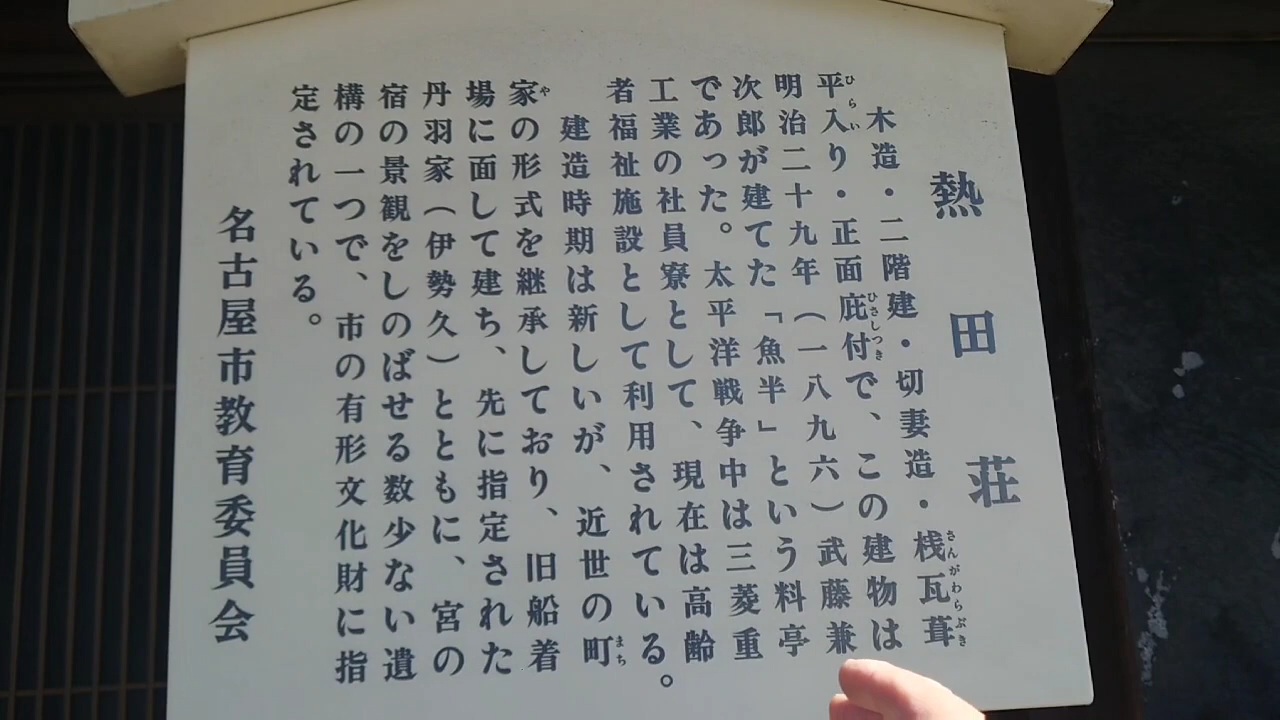 熱田荘
木造・二階建・切妻造・桟瓦葺
平入り・正面庇付で、この建物は
明治二十九年（一八九六）武藤兼
次郎が建てた「魚半」という料亭
であった。太平洋戦争中は三菱重
工業の社員寮として、現在は高齢
者福祉施設として利用されている。
建造時期は新しいが、近世の町
家の形式を継承しており、旧船着
場に面して建ち、先に指定された
丹羽家（伊勢久）とともに、宮の
宿の景観をしのばせる数少ない遺
構の一つで、市の有形文化財に指
定されている。
名古屋市教育委員会